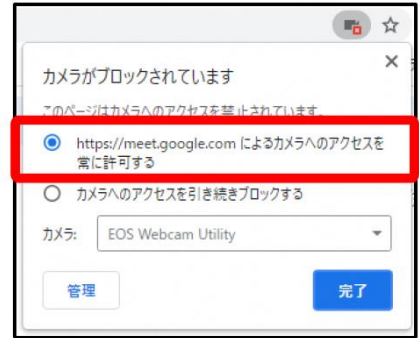 カメラがブロックされています
このページはカメラへのアクセスを禁止されています。
https://meet.google.com によるカメラへのアクセスを
常に許可する
カメラへのアクセスを引き続きブロックする
カメラ: EOS Webcam Utility
管理 完了